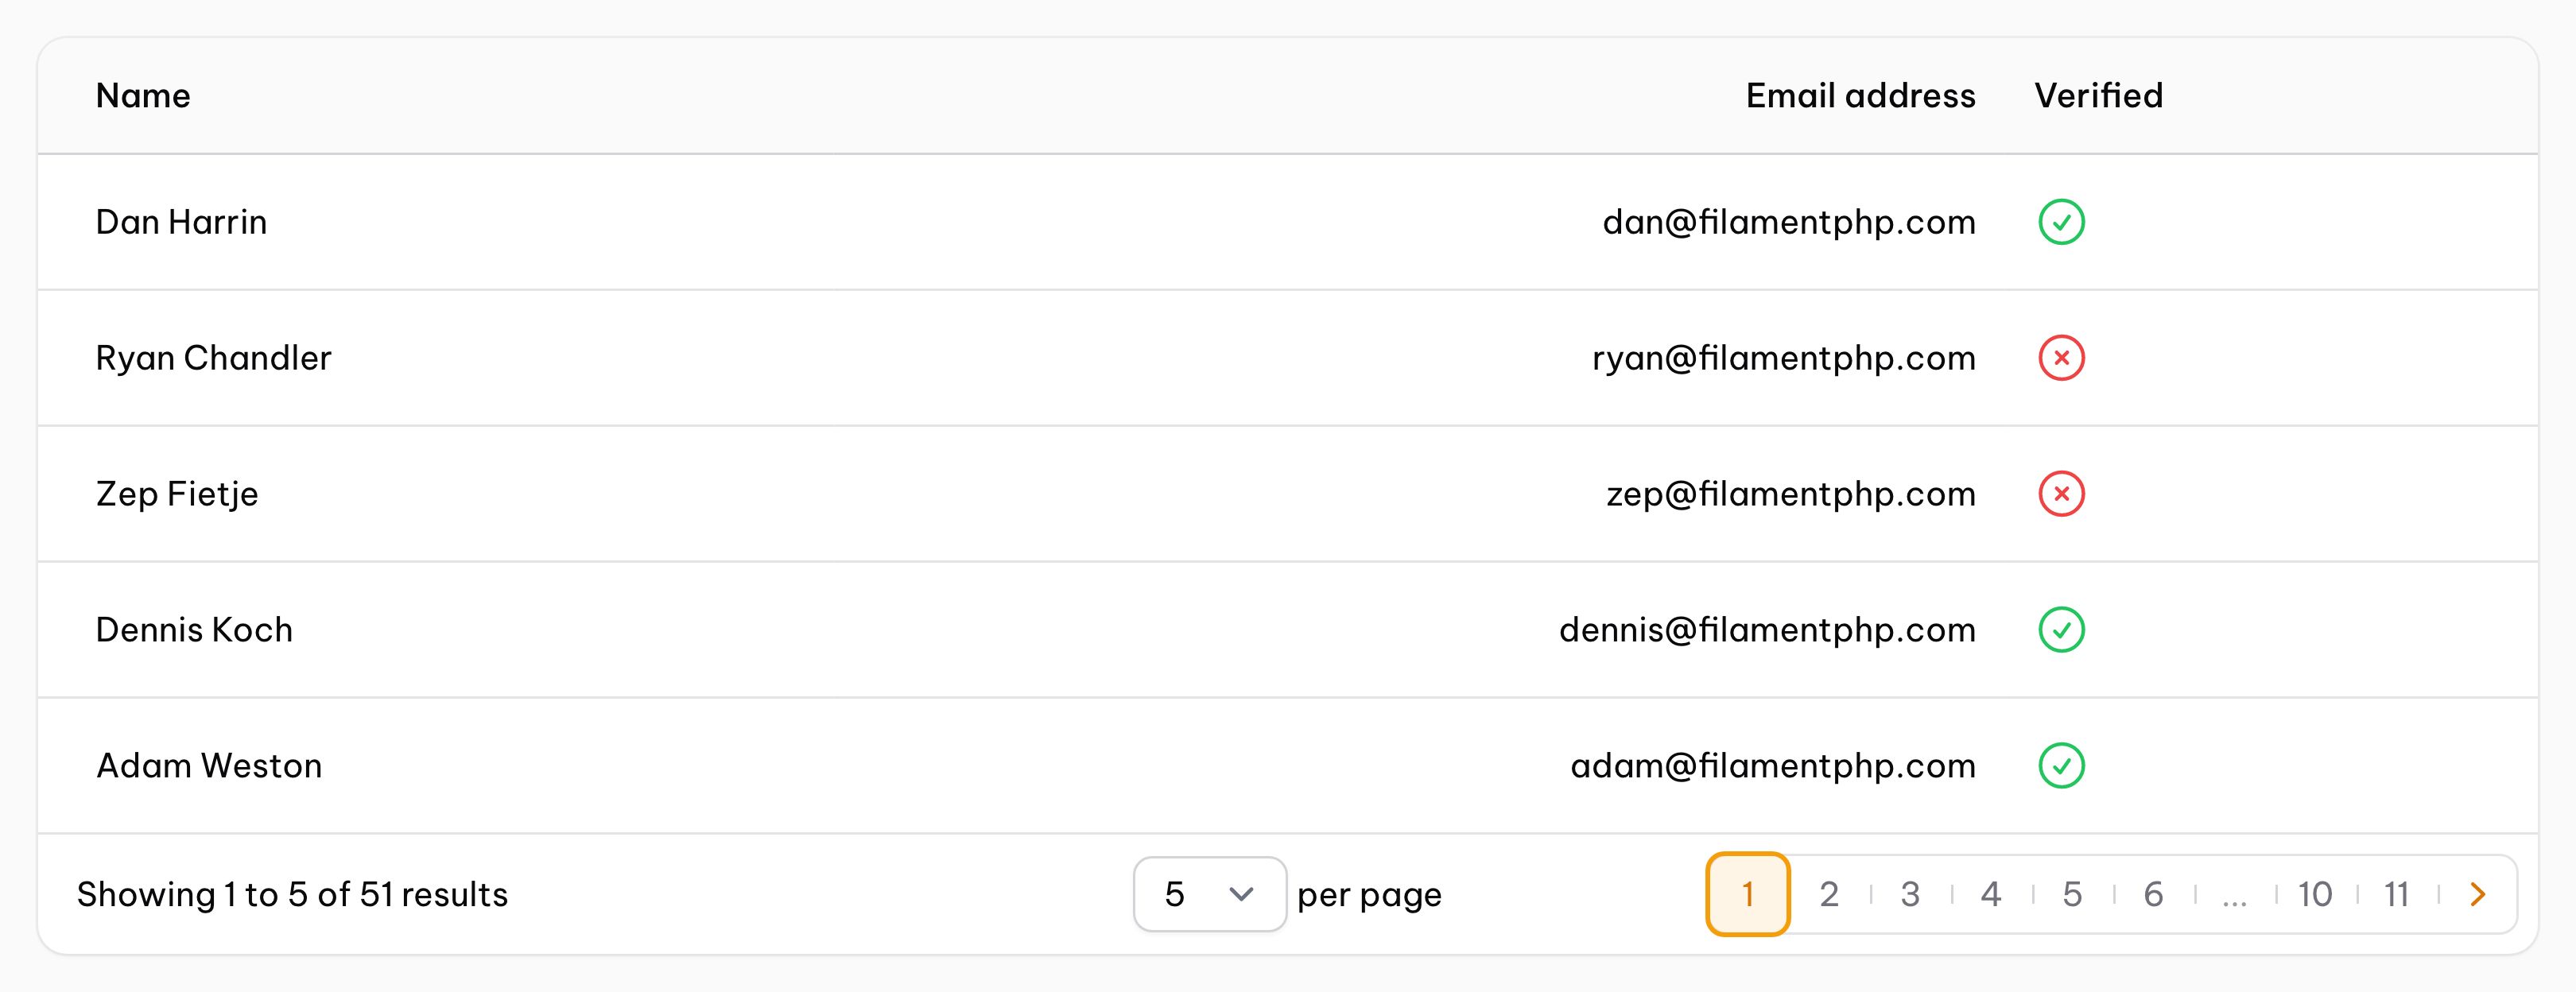 Name Email address Verified
Dan Harrin dan@filamentphp.com
Ryan Chandler ryan@filamentphp.com
Zep Fietje zep@filamentphp.com
Dennis Koch dennis@filamentphp.com
Adam Weston adam@filamentphp.com
Showing 1 to 5 of 51 results 5 per page 1 2 3 4 5 6 ... 10 11